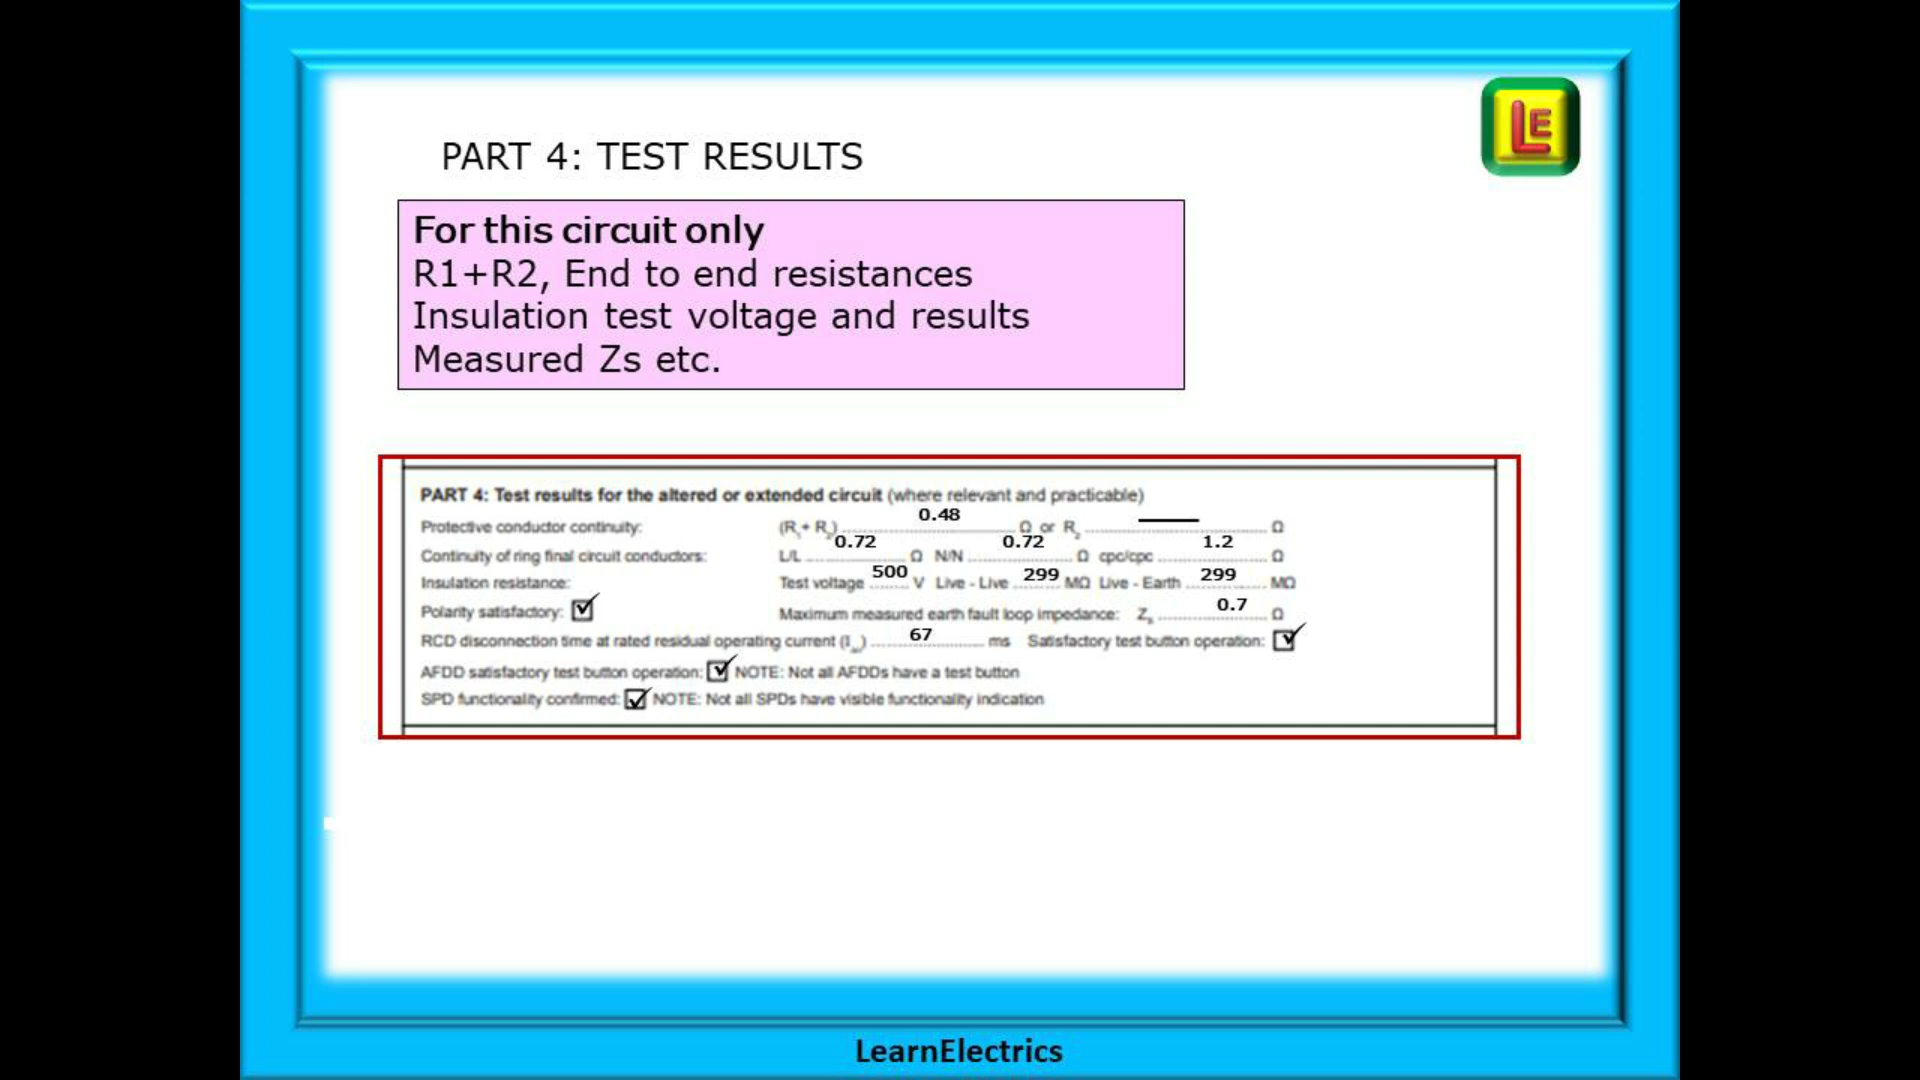 LE
PART 4: TEST RESULTS
For this circuit only
R1+R2, End to end resistances
Insulation test voltage and results
Measured Zs etc.
PART 4: Test results for the altered or extended circuit (where relevant and practicable)
Protective conductor continuity: (R₁+ R₂) 0.48 Ω or R₂ — Ω
Continuity of ring final circuit conductors: L/L 0.72 Ω N/N 0.72 Ω cpc/cpc 1.2 Ω
Insulation resistance: Test voltage 500 V Live - Live 299 MΩ Live - Earth 299 MΩ
Polarity satisfactory: ✓ Maximum measured earth fault loop impedance: Zₛ 0.7 Ω
RCD disconnection time at rated residual operating current (I) 67 ms Satisfactory test button operation: ✓
AFDD satisfactory test button operation: ✓ NOTE: Not all AFDDs have a test button
SPD functionality confirmed: ✓ NOTE: Not all SPDs have visible functionality indication
LearnElectrics